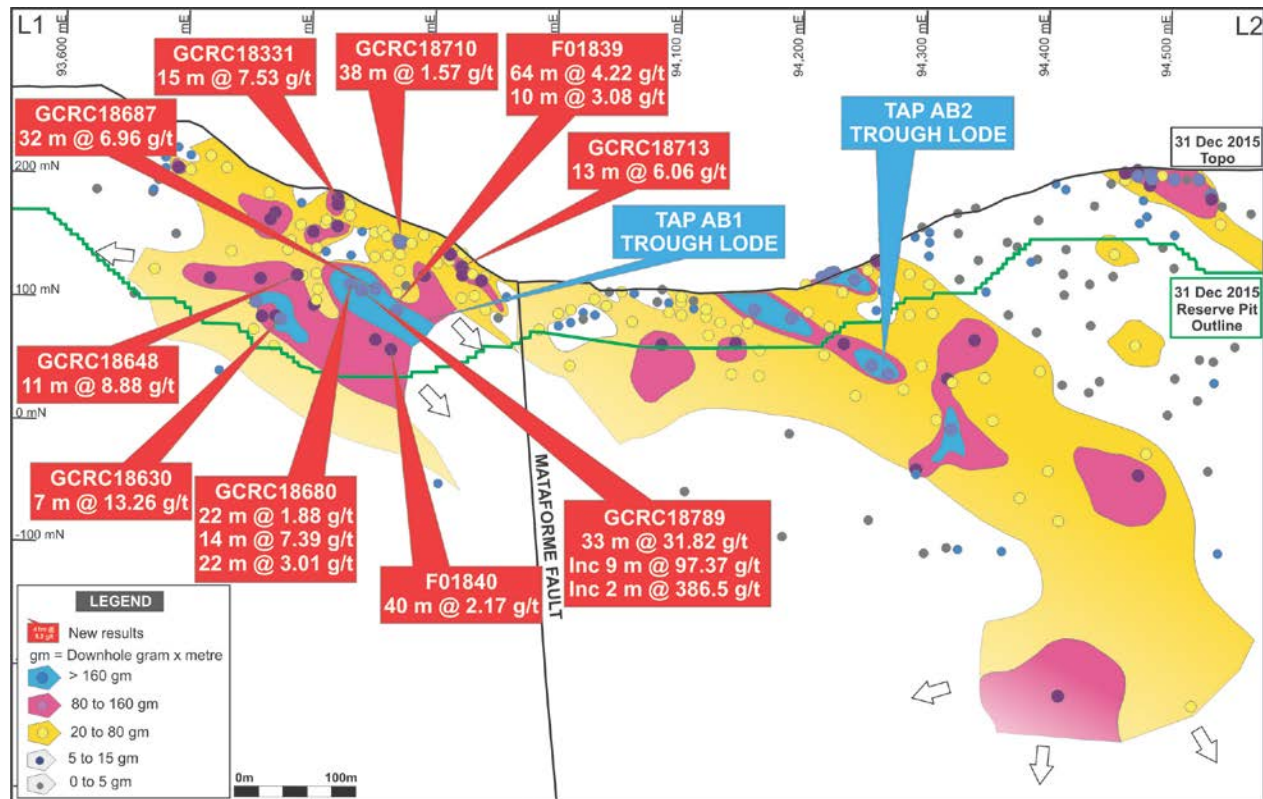 L1
L2
93,600 mE
mE
mE
mE
mE
94,100 mE
94,200 mE
94,300 mE
94,400 mE
94,500 mE
GCRC18331
15 m @ 7.53 g/t
GCRC18710
38 m @ 1.57 g/t
F01839
64 m @ 4.22 g/t
10 m @ 3.08 g/t
GCRC18687
32 m @ 6.96 g/t
GCRC18713
13 m @ 6.06 g/t
TAP AB2
TROUGH LODE
31 Dec 2015
Topo
200 mN
TAP AB1
TROUGH LODE
100 mN
31 Dec 2015
Reserve Pit
Outline
GCRC18648
11 m @ 8.88 g/t
0 mN
GCRC18630
7 m @ 13.26 g/t
GCRC18680
22 m @ 1.88 g/t
14 m @ 7.39 g/t
22 m @ 3.01 g/t
F01840
40 m @ 2.17 g/t
MATAFORME FAULT
GCRC18789
33 m @ 31.82 g/t
Inc 9 m @ 97.37 g/t
Inc 2 m @ 386.5 g/t
-100 mN
LEGEND
New results
gm = Downhole gram x metre
> 160 gm
80 to 160 gm
20 to 80 gm
5 to 15 gm
0 to 5 gm
0m
100m